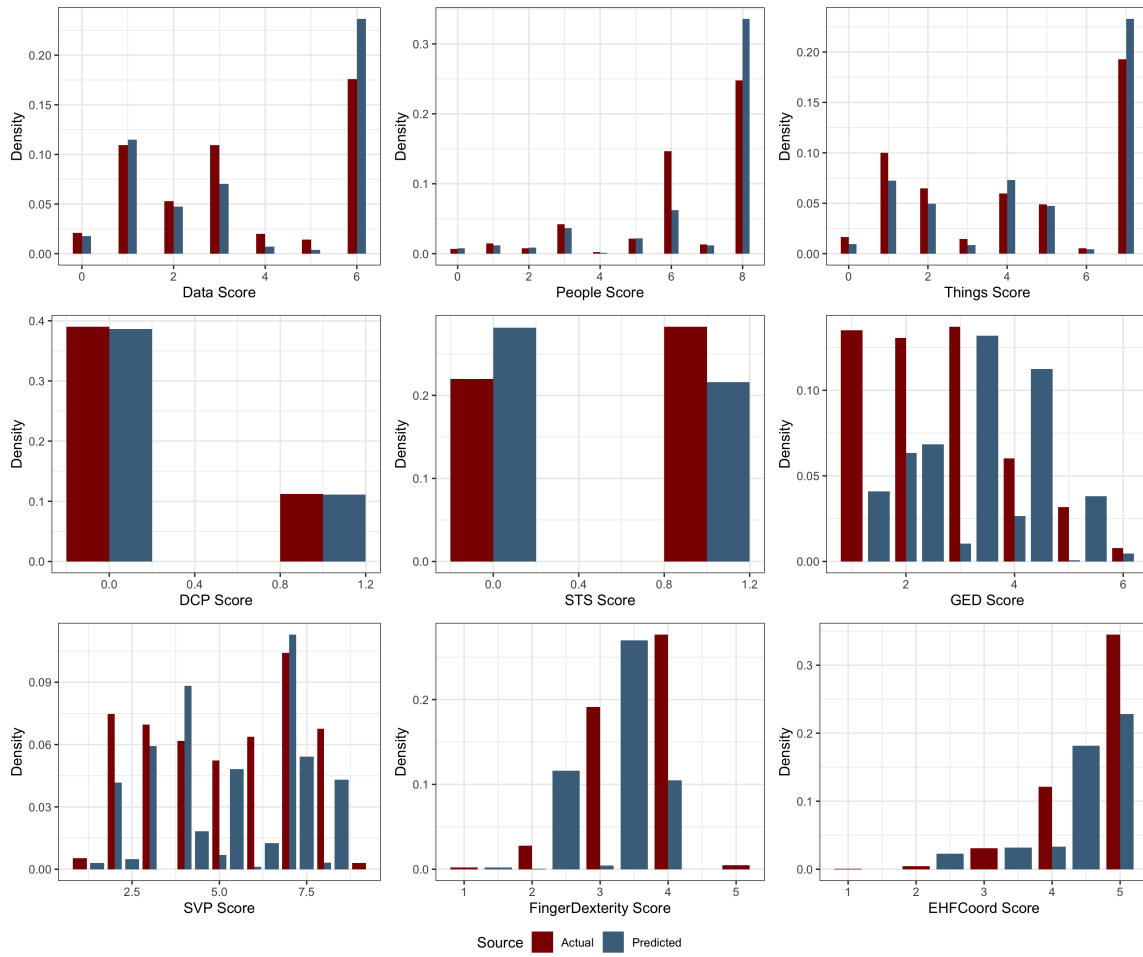 Density
0.20
0.15
0.10
0.05
0.00
0 2 4 6
Data Score
Density
0.3
0.2
0.1
0.0
0 2 4 6 8
People Score
Density
0.20
0.15
0.10
0.05
0.00
0 2 4 6
Things Score
Density
0.4
0.3
0.2
0.1
0.0
0.0 0.4 0.8 1.2
DCP Score
Density
0.2
0.1
0.0
0.0 0.4 0.8 1.2
STS Score
Density
0.10
0.05
0.00
2 4 6
GED Score
Density
0.09
0.06
0.03
0.00
2.5 5.0 7.5
SVP Score
Density
0.2
0.1
0.0
1 2 3 4 5
FingerDexterity Score
Density
0.3
0.2
0.1
0.0
1 2 3 4 5
EHFCoord Score
Source Actual Predicted